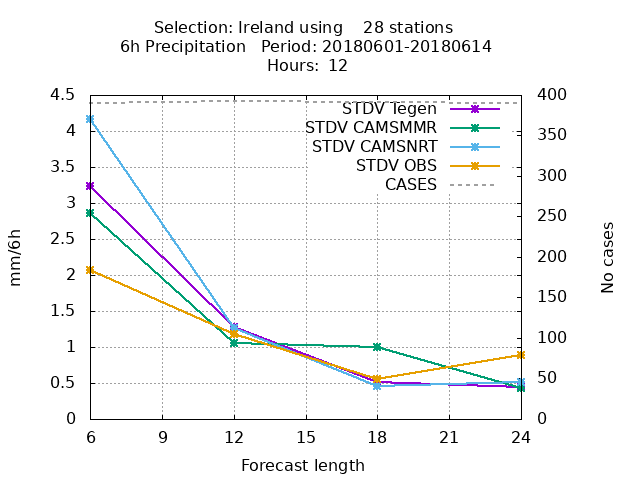 Selection: Ireland using    28 stations
6h Precipitation   Period: 20180601-20180614
Hours: 12
4.5
4
3.5
3
2.5
2
1.5
1
0.5
0
400
350
300
250
200
150
100
50
0
mm/6h
No cases
STDV Tegen
STDV CAMSMMR
STDV CAMSNRT
STDV OBS
CASES
6 9 12 15 18 21 24
Forecast length